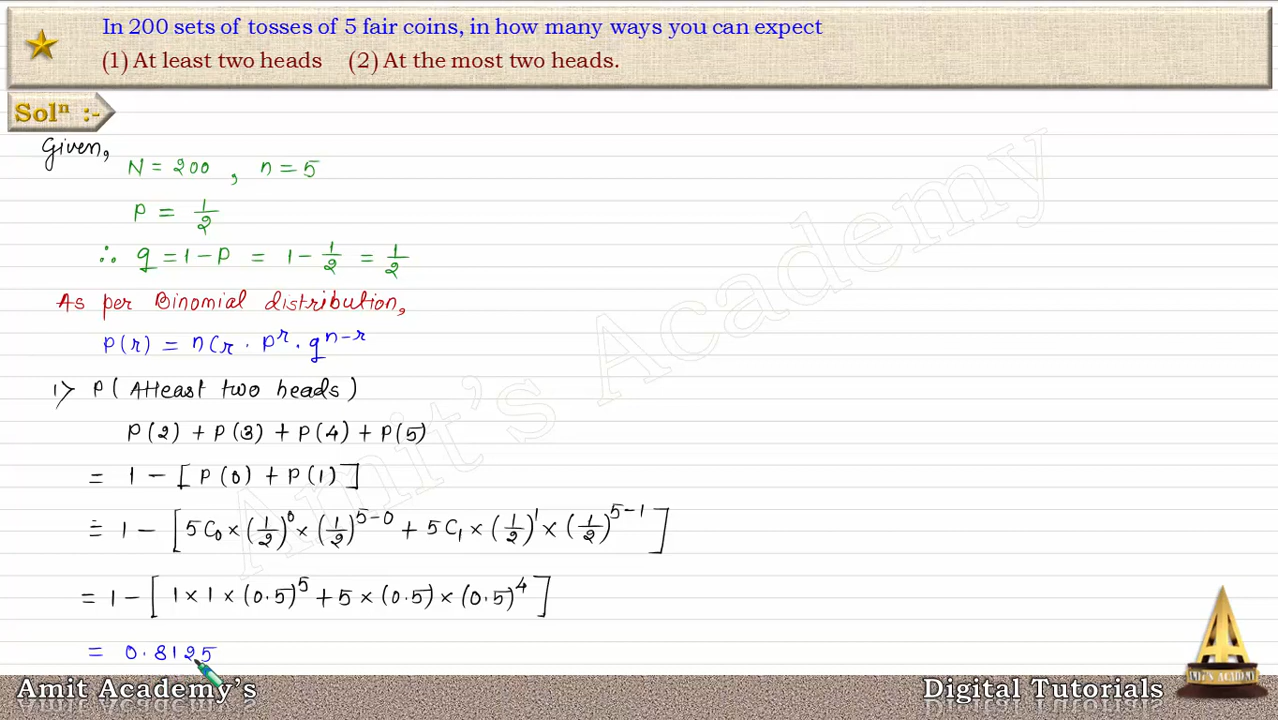 In 200 sets of tosses of 5 fair coins, in how many ways you can expect
(1) At least two heads (2) At the most two heads.
Solⁿ :-
Given,
N = 200 , n = 5
P = 1/2
∴ q = 1 - P = 1 - 1/2 = 1/2
As per Binomial distribution,
P(r) = nCr · P^r · q^(n-r)
1) P( Atleast two heads )
P(2) + P(3) + P(4) + P(5)
= 1 - [ P(0) + P(1) ]
= 1 - [ 5C₀ × (1/2)^0 × (1/2)^(5-0) + 5C₁ × (1/2)^1 × (1/2)^(5-1) ]
= 1 - [ 1 × 1 × (0.5)^5 + 5 × (0.5) × (0.5)^4 ]
= 0.8125
Amit's Academy
Amit Academy's
Digital Tutorials
AMIT'S ACADEMY